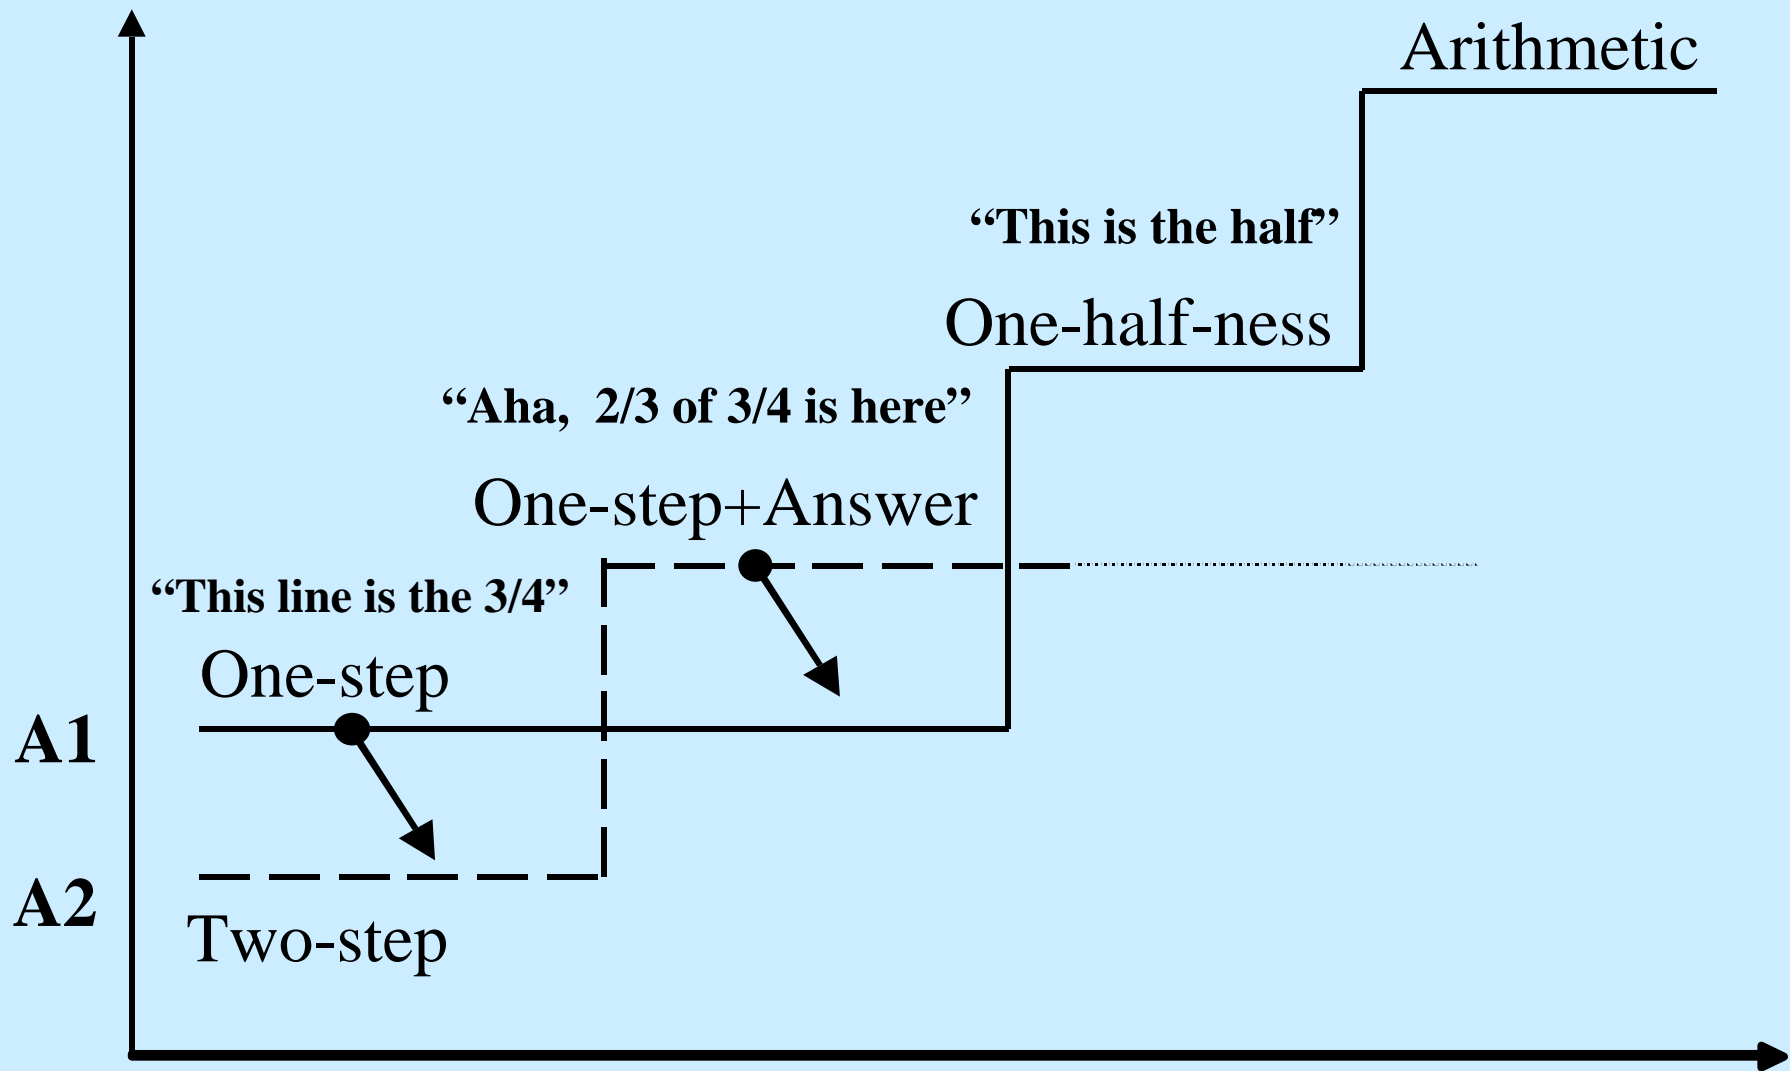 Arithmetic
“This is the half”
One-half-ness
“Aha,  2/3 of 3/4 is here”
One-step+Answer
“This line is the 3/4”
One-step
A1
A2
Two-step